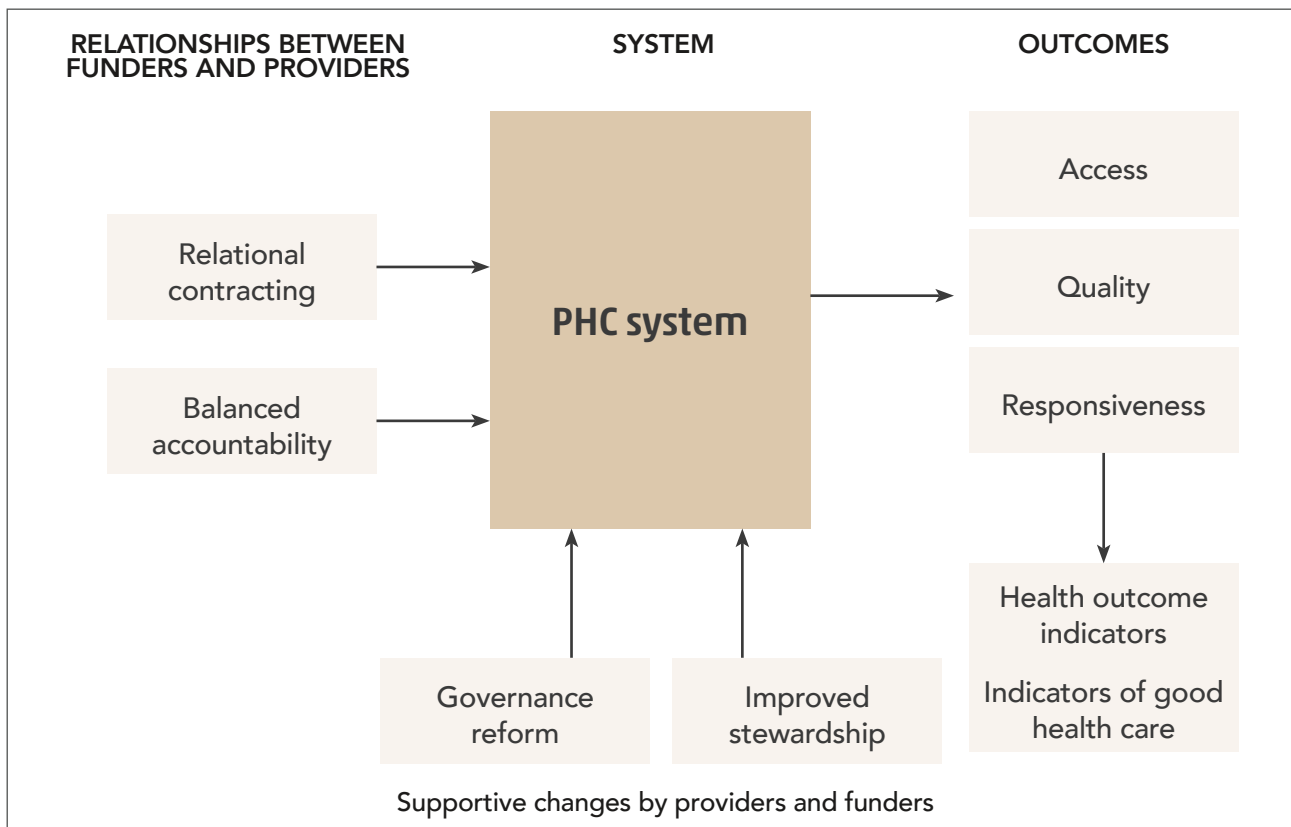 RELATIONSHIPS BETWEEN
FUNDERS AND PROVIDERS
SYSTEM
OUTCOMES
Relational
contracting
Balanced
accountability
PHC system
Access
Quality
Responsiveness
Health outcome
indicators
Indicators of good
health care
Governance
reform
Improved
stewardship
Supportive changes by providers and funders